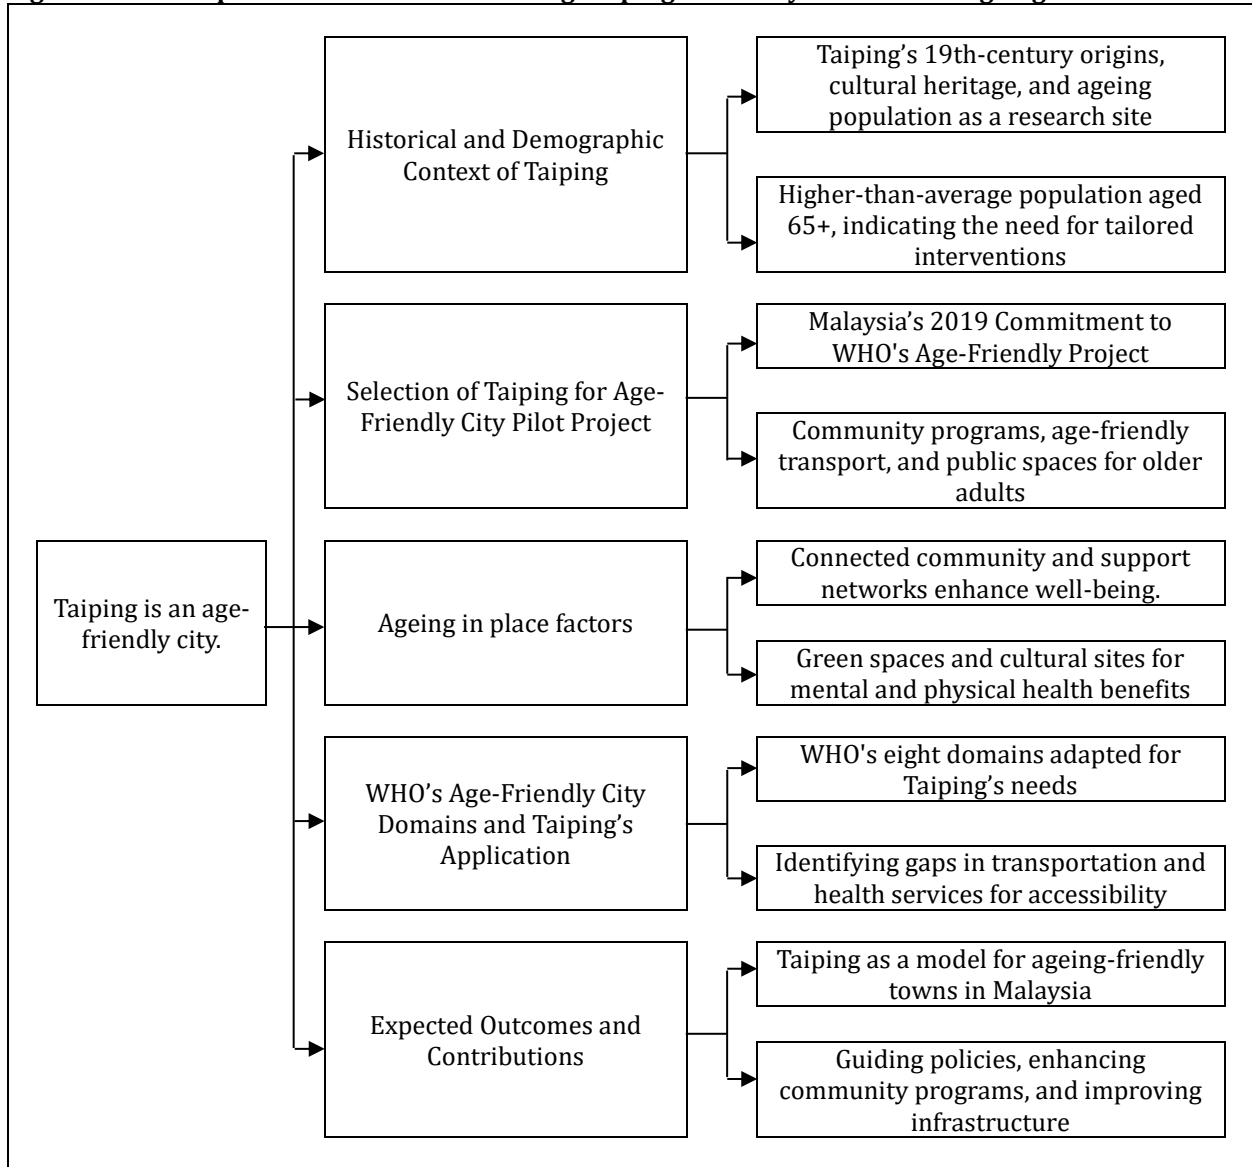 Taiping is an age-
friendly city.
Historical and Demographic
Context of Taiping
Taiping’s 19th-century origins,
cultural heritage, and ageing
population as a research site
Higher-than-average population aged
65+, indicating the need for tailored
interventions
Selection of Taiping for Age-
Friendly City Pilot Project
Malaysia’s 2019 Commitment to
WHO's Age-Friendly Project
Community programs, age-friendly
transport, and public spaces for older
adults
Ageing in place factors
Connected community and support
networks enhance well-being.
Green spaces and cultural sites for
mental and physical health benefits
WHO’s Age-Friendly City
Domains and Taiping’s
Application
WHO's eight domains adapted for
Taiping’s needs
Identifying gaps in transportation and
health services for accessibility
Expected Outcomes and
Contributions
Taiping as a model for ageing-friendly
towns in Malaysia
Guiding policies, enhancing
community programs, and improving
infrastructure